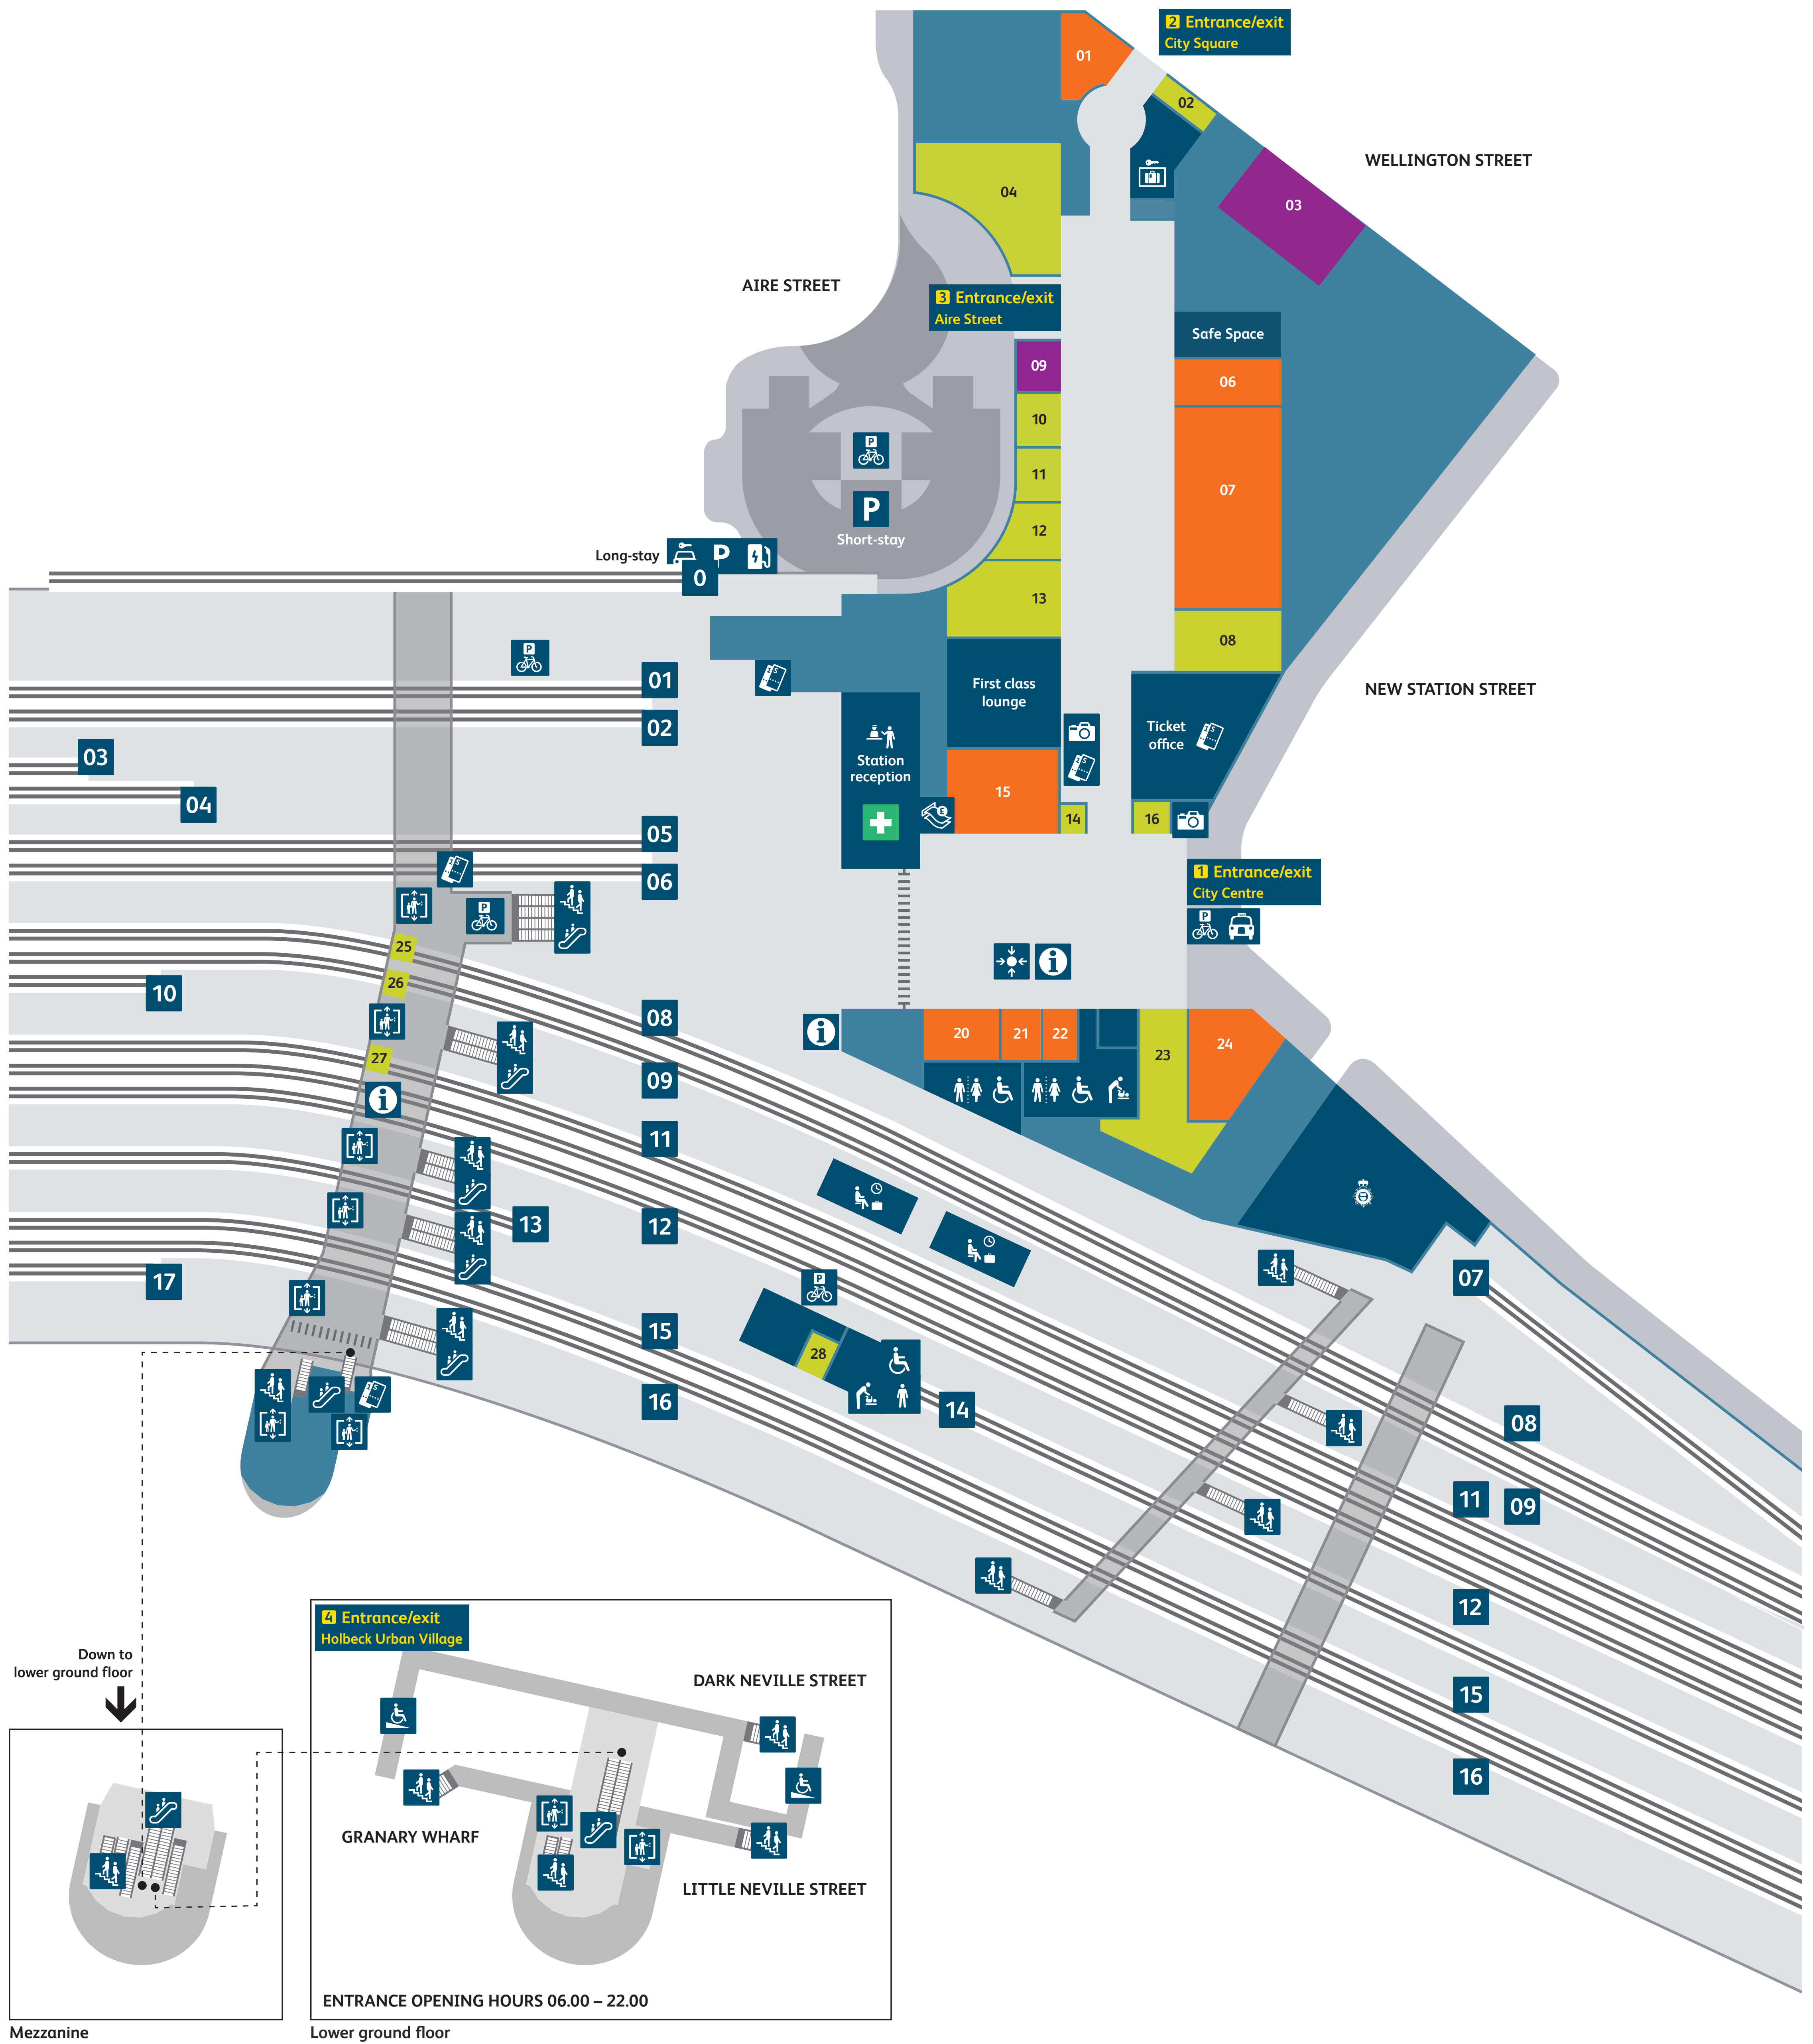 2 Entrance/exit
City Square
01
02
WELLINGTON STREET
03
04
AIRE STREET
3 Entrance/exit
Aire Street
Safe Space
09
06
10
11
07
12
P
P
Short-stay
Long-stay
P
0
13
08
P
01
First class
lounge
NEW STATION STREET
02
Ticket
office
03
Station
reception
04
15
£
14
16
05
06
1 Entrance/exit
City Centre
P
P
25
26
10
i
08
i
20
21
22
23
24
27
09
i
11
13
12
17
P
07
15
28
16
14
08
11
09
12
15
16
4 Entrance/exit
Holbeck Urban Village
Down to
lower ground floor
DARK NEVILLE STREET
GRANARY WHARF
LITTLE NEVILLE STREET
ENTRANCE OPENING HOURS 06.00 – 22.00
Mezzanine
Lower ground floor